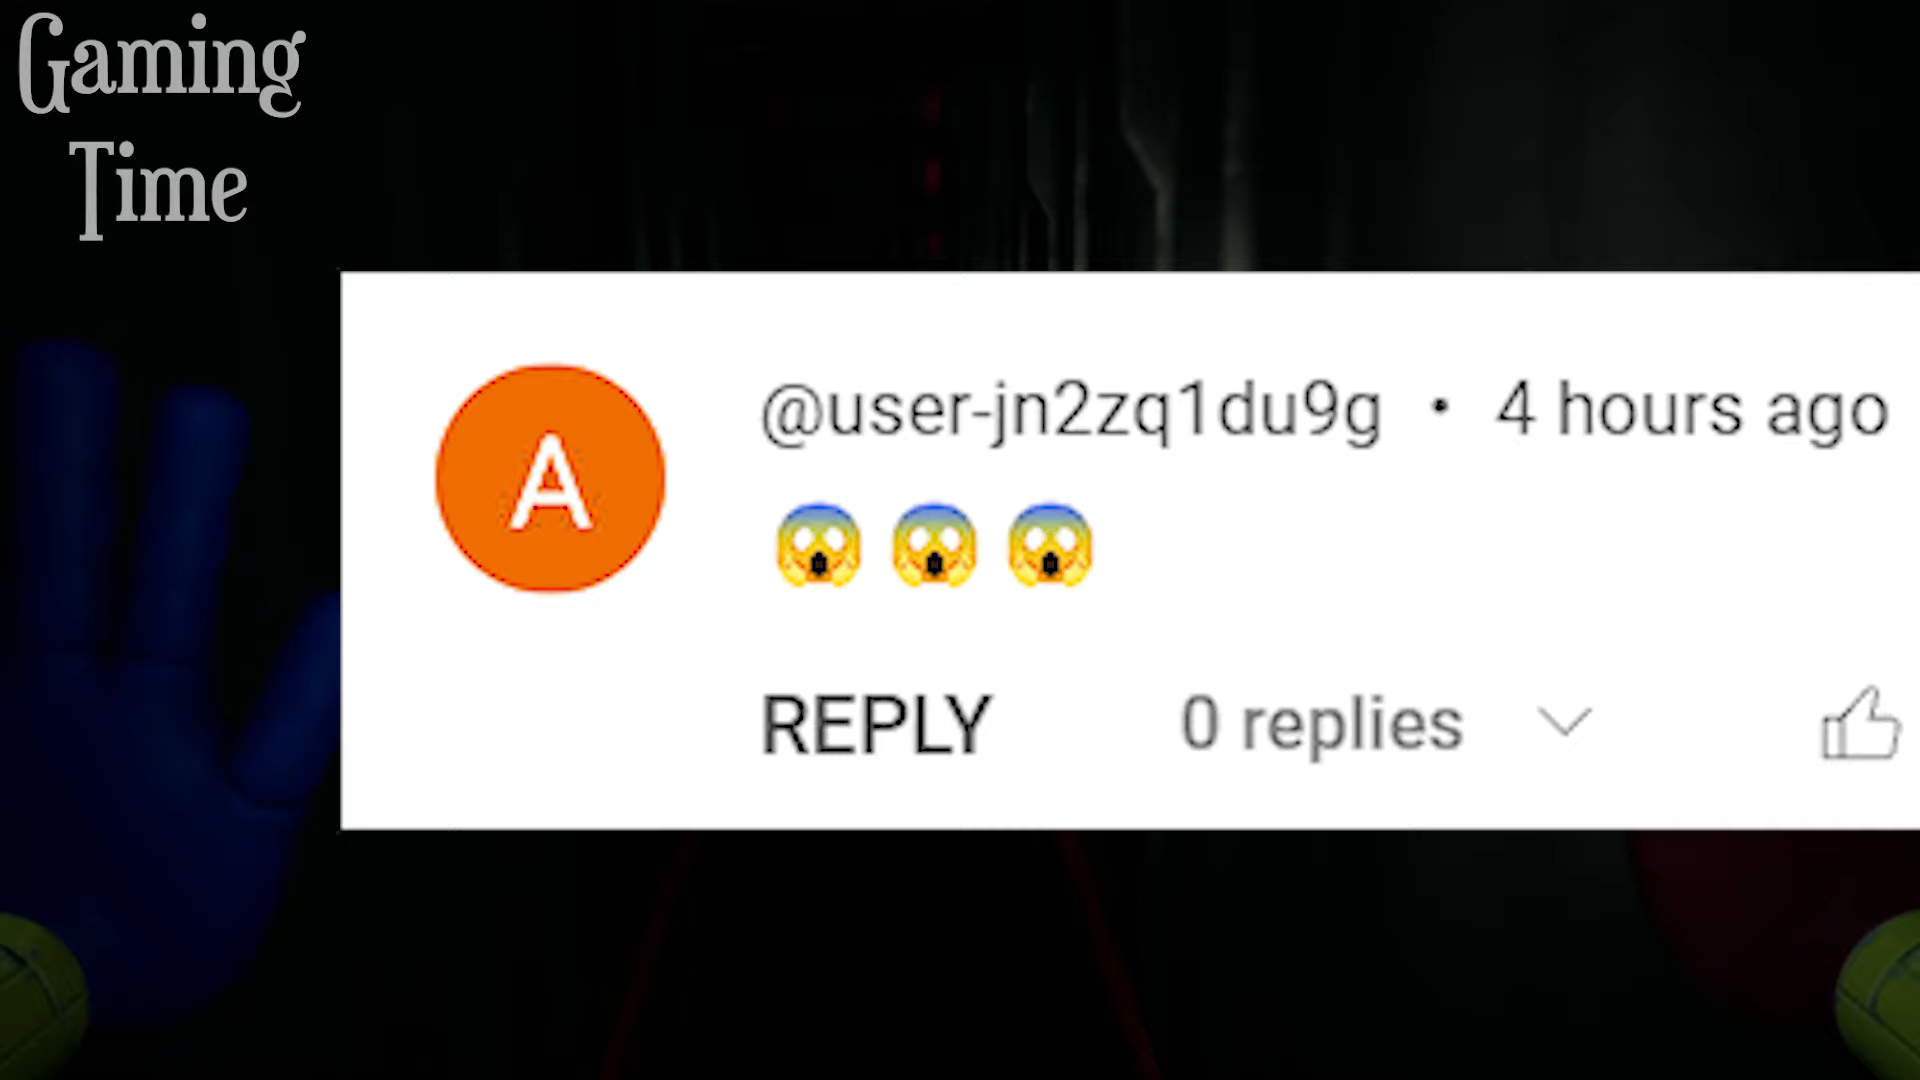 Gaming
Time
A
@user-jn2zq1du9g • 4 hours ago
😱 😱 😱
REPLY 0 replies